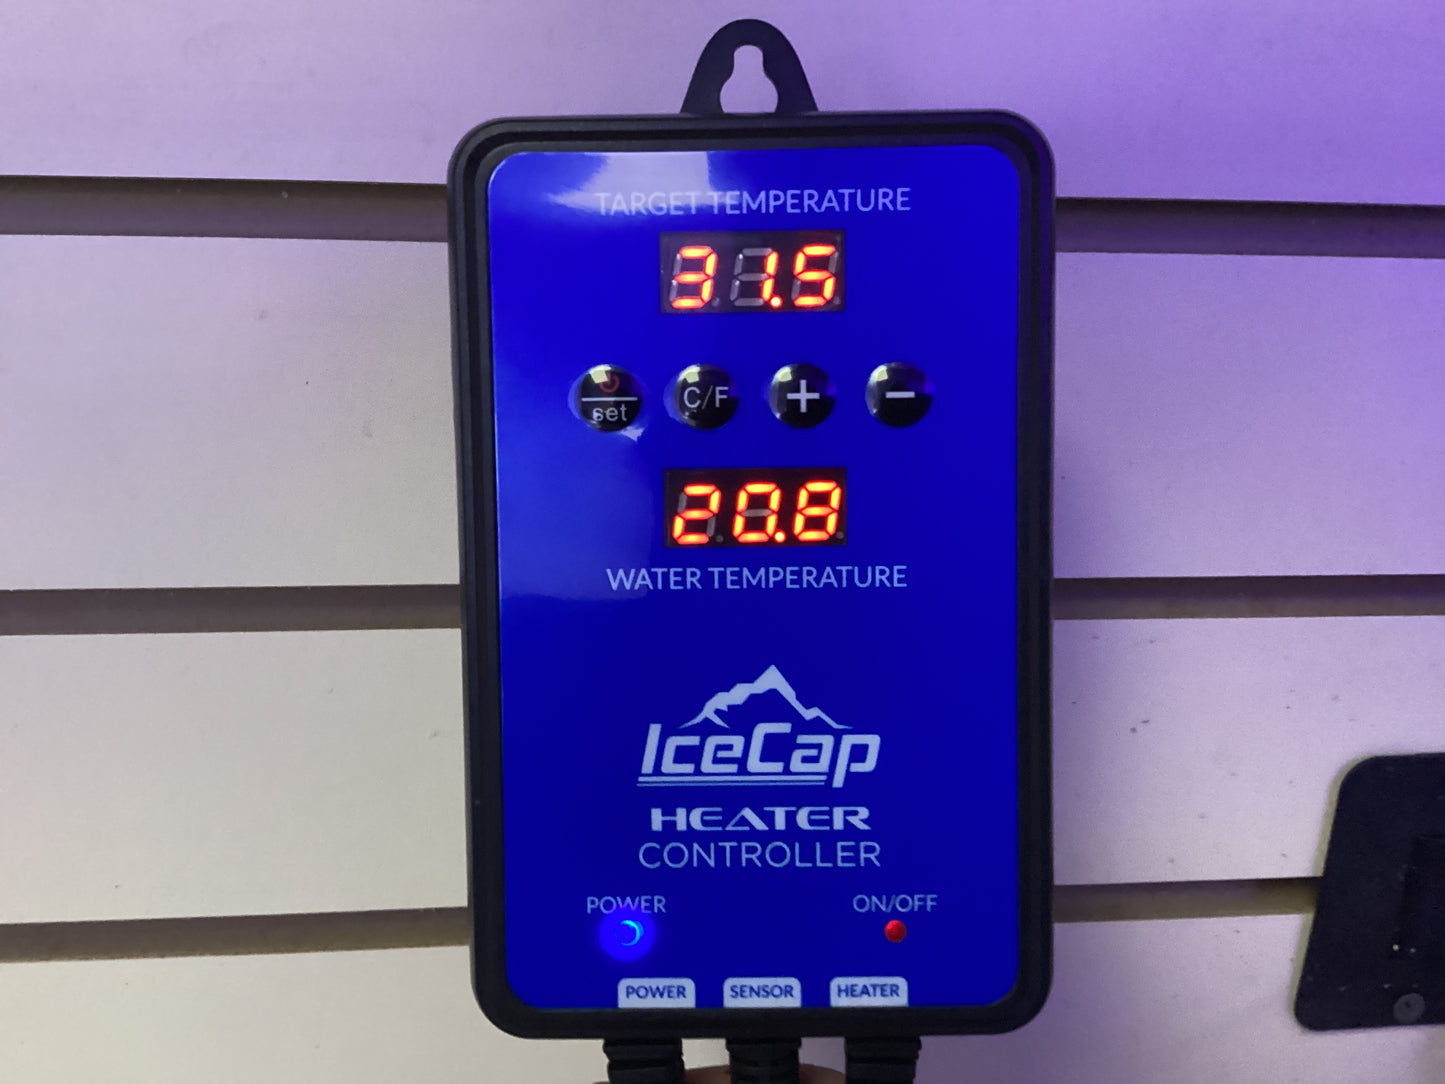 TARGET TEMPERATURE
31.5
set C/F + -
20.8
WATER TEMPERATURE
IceCap
HEATER
CONTROLLER
POWER ON/OFF
POWER SENSOR HEATER